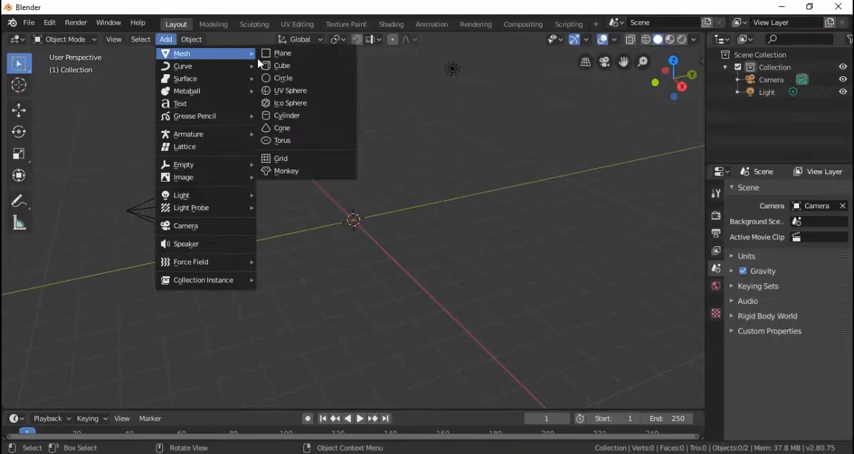 Blender
File Edit Render Window Help Layout Modeling Sculpting UV Editing Texture Paint Shading Animation Rendering Compositing Scripting + Scene View Layer
Object Mode View Select Add Object Global
User Perspective
(1) Collection
Mesh
Curve
Surface
Metaball
Text
Grease Pencil
Armature
Lattice
Empty
Image
Light
Light Probe
Camera
Speaker
Force Field
Collection Instance
Plane
Cube
Circle
UV Sphere
Ico Sphere
Cylinder
Cone
Torus
Grid
Monkey
Z
Y
X
Scene Collection
Collection
Camera
Light
Scene View Layer
Scene
Camera Camera
Background Sce..
Active Movie Clip
Units
Gravity
Keying Sets
Audio
Rigid Body World
Custom Properties
Playback Keying View Marker 1 Start: 1 End: 250
Select Box Select Rotate View Object Context Menu Collection | Verts:0 | Faces:0 | Tris:0 | Objects:0/2 | Mem: 37.8 MB | v2.80.75